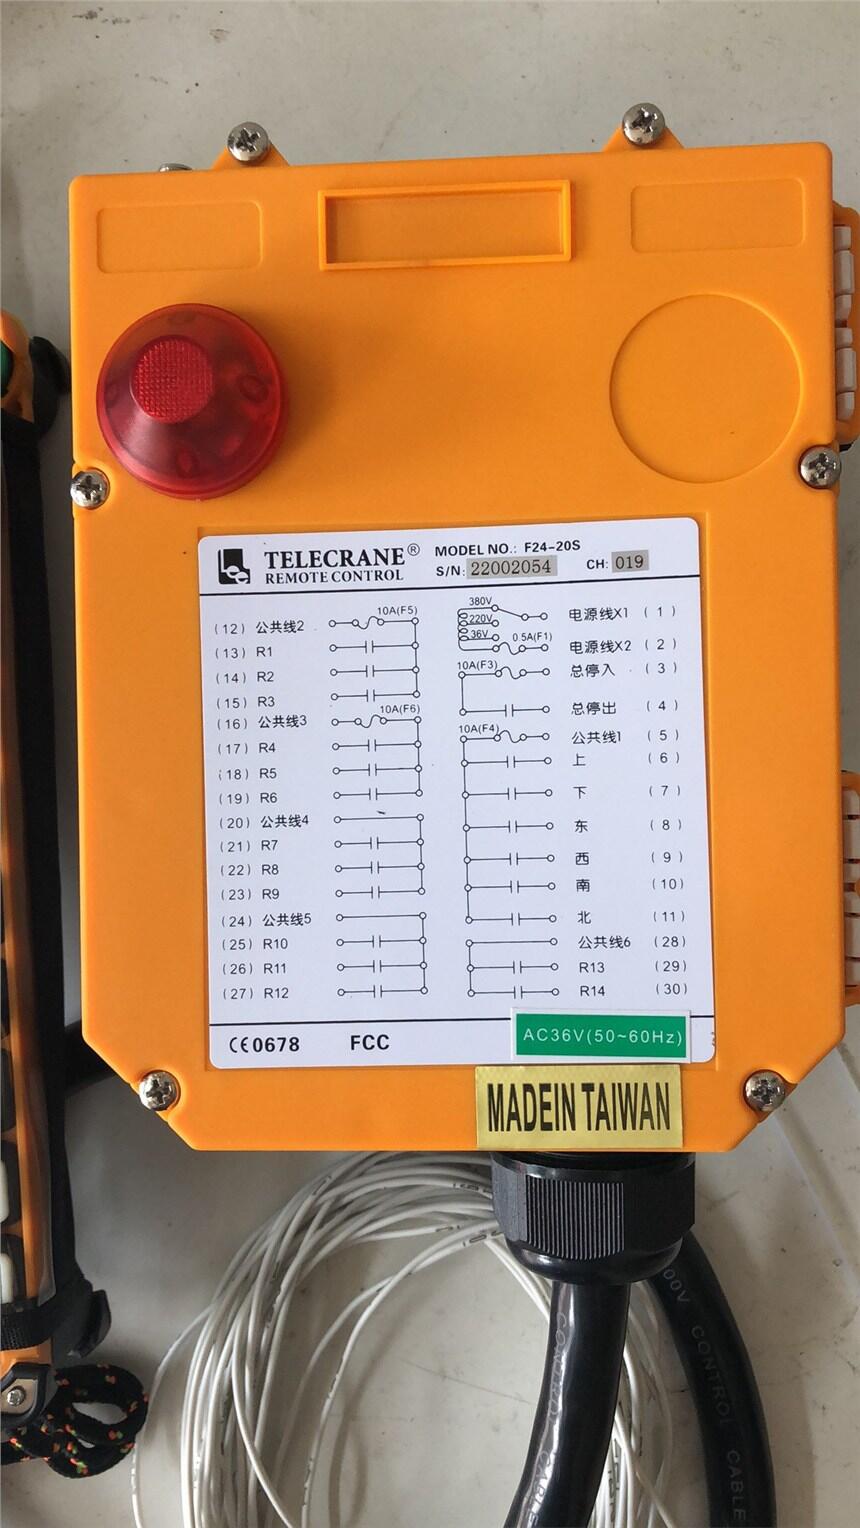 TELECRANE®
REMOTE CONTROL
MODEL NO.: F24-20S
S/N: 22002054 CH: 019
(12) 公共线2 10A(F5)
(13) R1
(14) R2
(15) R3
(16) 公共线3 10A(F6)
(17) R4
(18) R5
(19) R6
(20) 公共线4
(21) R7
(22) R8
(23) R9
(24) 公共线5
(25) R10
(26) R11
(27) R12
380V 电源线X1 (1)
220V
36V 0.5A(F1) 电源线X2 (2)
10A(F3) 总停入 (3)
总停出 (4)
10A(F4) 公共线1 (5)
上 (6)
下 (7)
东 (8)
西 (9)
南 (10)
北 (11)
公共线6 (28)
R13 (29)
R14 (30)
CE0678 FCC
AC36V(50~60Hz)
MADEIN TAIWAN
CONTROL CABLE
00V CONTROL CABLE